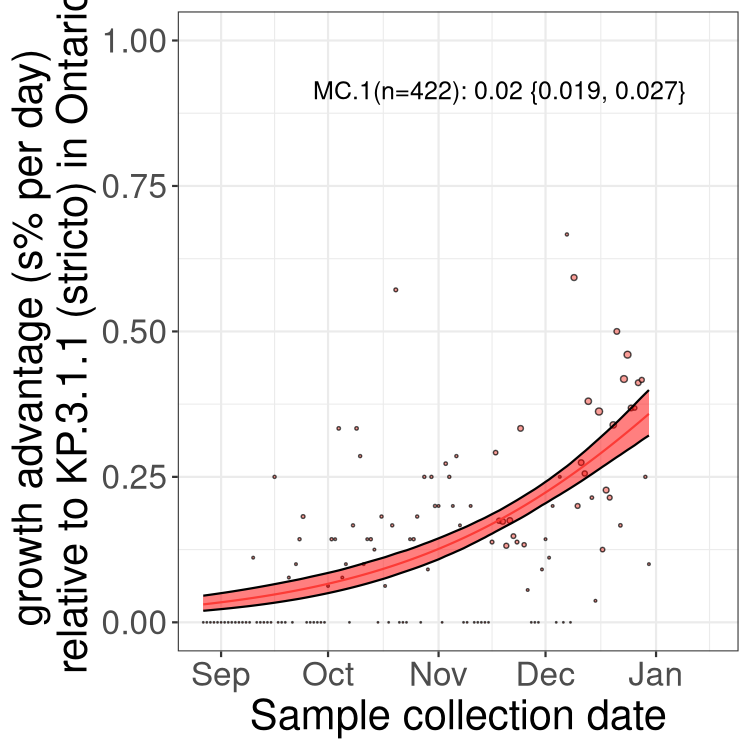 growth advantage (s% per day)
relative to KP.3.1.1 (stricto) in Ontario
1.00
0.75
0.50
0.25
0.00
MC.1(n=422): 0.02 {0.019, 0.027}
Sep Oct Nov Dec Jan
Sample collection date